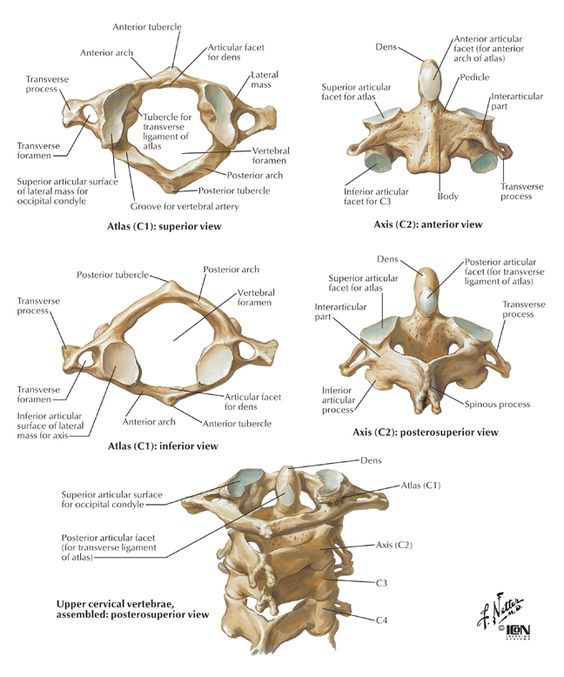 Anterior tubercle
Anterior arch
Articular facet
for dens
Transverse
process
Lateral
mass
Tubercle for
transverse
ligament of
atlas
Transverse
foramen
Vertebral
foramen
Superior articular surface
of lateral mass for
occipital condyle
Posterior arch
Posterior tubercle
Groove for vertebral artery
Atlas (C1): superior view
Dens
Anterior articular
facet (for anterior
arch of atlas)
Superior articular
facet for atlas
Pedicle
Interarticular
part
Inferior articular
facet for C3
Body
Transverse
process
Axis (C2): anterior view
Posterior tubercle
Posterior arch
Vertebral
foramen
Transverse
process
Transverse
foramen
Inferior articular
surface of lateral
mass for axis
Anterior arch
Articular facet
for dens
Anterior tubercle
Atlas (C1): inferior view
Dens
Superior articular
facet for atlas
Posterior articular
facet (for transverse
ligament of atlas)
Interarticular
part
Transverse
process
Inferior
articular
process
Spinous process
Axis (C2): posterosuperior view
Dens
Superior articular surface
for occipital condyle
Atlas (C1)
Posterior articular facet
(for transverse ligament
of atlas)
Axis (C2)
C3
C4
Upper cervical vertebrae,
assembled: posterosuperior view
F. Netter
M.D.
© ICON
LEARNING
SYSTEMS